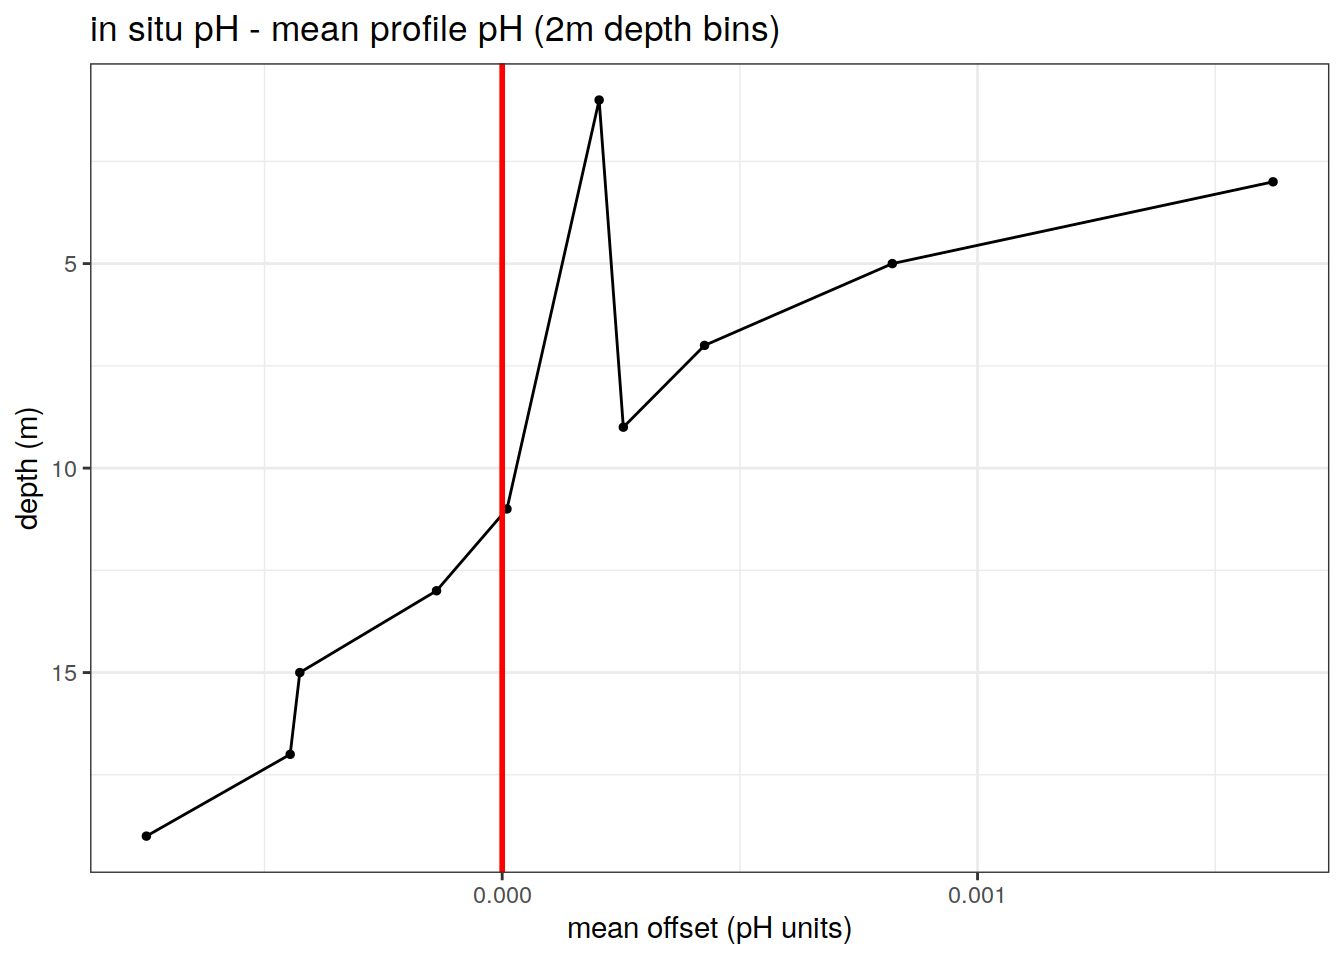 in situ pH - mean profile pH (2m depth bins)
depth (m)
5
10
15
0.000
0.001
mean offset (pH units)